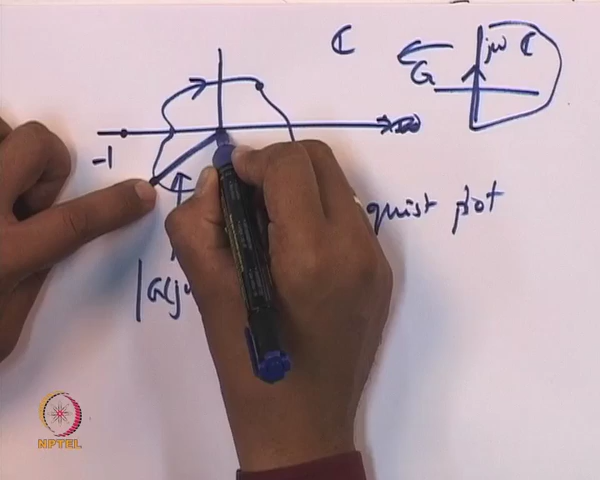 ℂ
jω ℂ
G
-1
quist plot
|G(jω
NPTEL